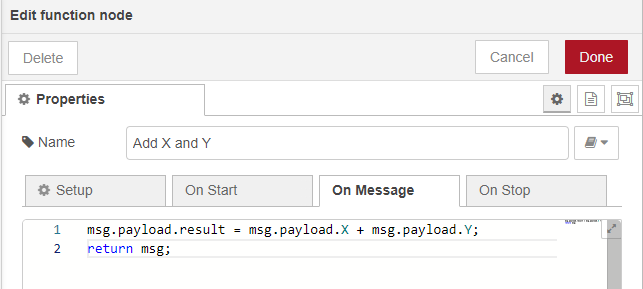 Edit function node
Delete
Cancel
Done
Properties
Name
Add X and Y
Setup
On Start
On Message
On Stop
1 msg.payload.result = msg.payload.X + msg.payload.Y;
2 return msg;